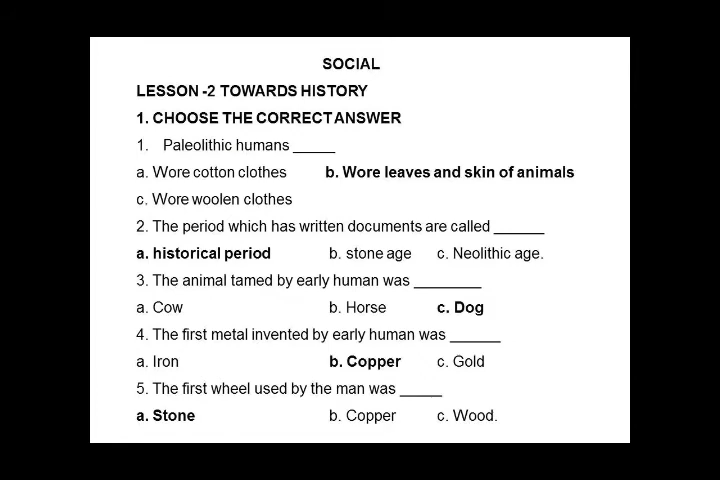 SOCIAL
LESSON -2 TOWARDS HISTORY
1. CHOOSE THE CORRECT ANSWER
1. Paleolithic humans _____
a. Wore cotton clothes b. Wore leaves and skin of animals
c. Wore woolen clothes
2. The period which has written documents are called ______
a. historical period b. stone age c. Neolithic age.
3. The animal tamed by early human was ________
a. Cow b. Horse c. Dog
4. The first metal invented by early human was ______
a. Iron b. Copper c. Gold
5. The first wheel used by the man was _____
a. Stone b. Copper c. Wood.